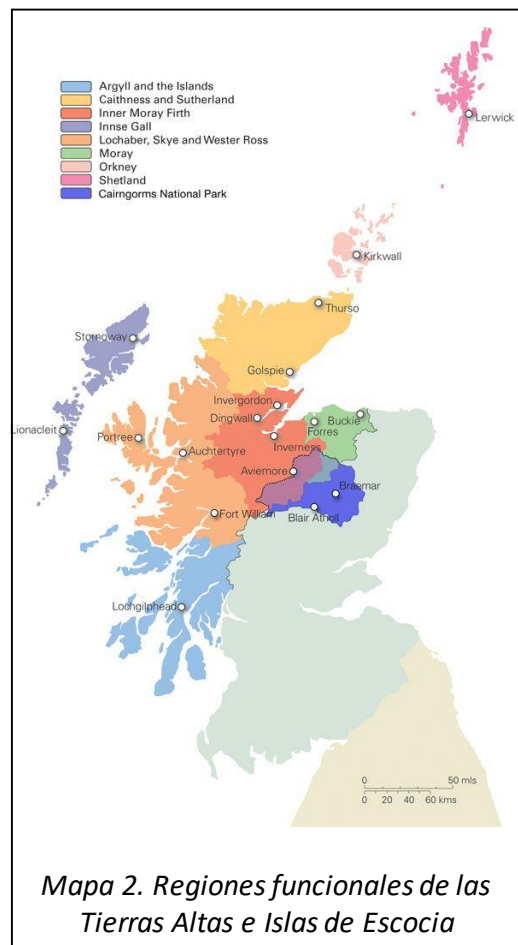 Argyll and the Islands
Caithness and Sutherland
Inner Moray Firth
Innse Gall
Lochaber, Skye and Wester Ross
Moray
Orkney
Shetland
Cairngorms National Park
Lerwick
Kirkwall
Thurso
Stornoway
Golspie
Invergordon
Dingwall
Buckie
Forres
Lionacleit
Portree
Inverness
Auchtertyre
Aviemore
Braemar
Fort William
Blair Atholl
Lochgilphead
0 50 mls
0 20 40 60 kms
Mapa 2. Regiones funcionales de las
Tierras Altas e Islas de Escocia